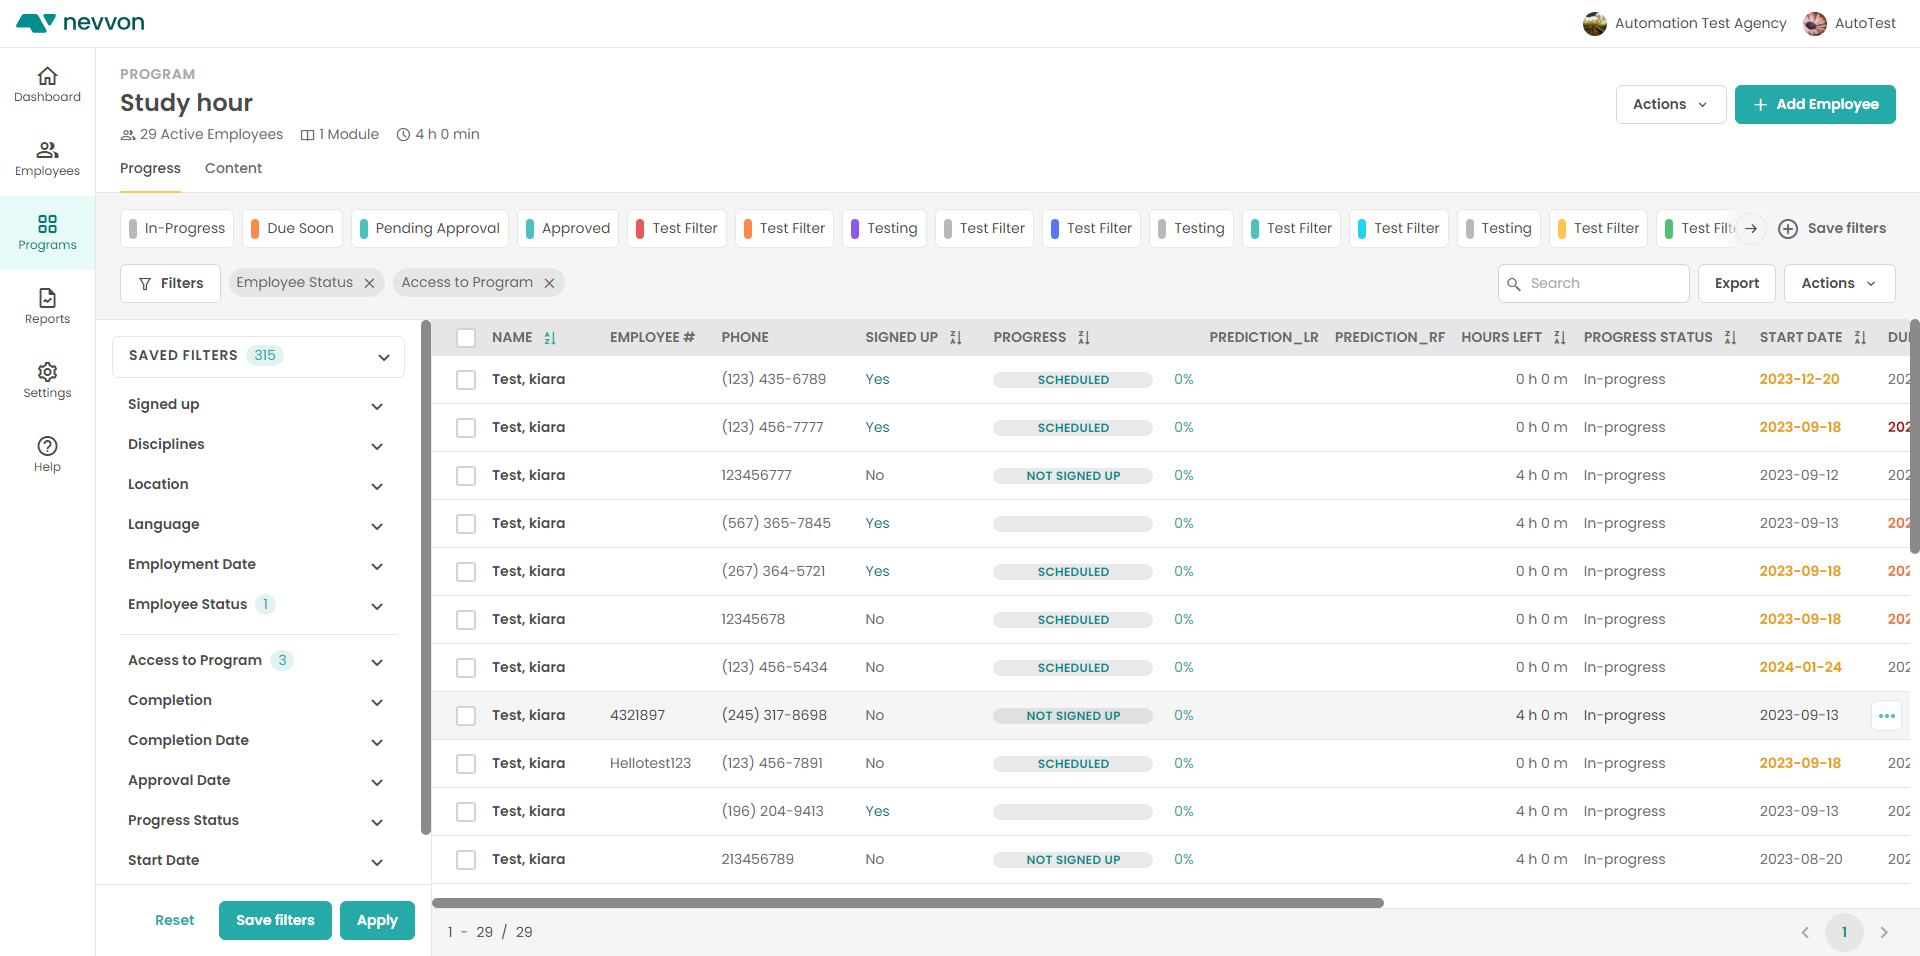 nevvon
Automation Test Agency
AutoTest
Dashboard
Employees
Programs
Reports
Settings
Help
PROGRAM
Study hour
29 Active Employees 1 Module 4 h 0 min
Actions
Add Employee
Progress Content
In-Progress Due Soon Pending Approval Approved Test Filter Test Filter Testing Test Filter Test Filter Testing Test Filter Test Filter Testing Test Filter Test Save filters
Filters Employee Status Access to Program Search Export Actions
SAVED FILTERS 315
Signed up
Disciplines
Location
Language
Employment Date
Employee Status 1
Access to Program 3
Completion
Completion Date
Approval Date
Progress Status
Start Date
Reset Save filters Apply
NAME EMPLOYEE # PHONE SIGNED UP PROGRESS PREDICTION_LR PREDICTION_RF HOURS LEFT PROGRESS STATUS START DATE
Test, kiara (123) 435-6789 Yes SCHEDULED 0% 0 h 0 m In-progress 2023-12-20 202
Test, kiara (123) 456-7777 Yes SCHEDULED 0% 0 h 0 m In-progress 2023-09-18 202
Test, kiara 123456777 No NOT SIGNED UP 0% 4 h 0 m In-progress 2023-09-12 202
Test, kiara (567) 365-7845 Yes 0% 4 h 0 m In-progress 2023-09-13 202
Test, kiara (267) 364-5721 Yes SCHEDULED 0% 0 h 0 m In-progress 2023-09-18 202
Test, kiara 12345678 No SCHEDULED 0% 0 h 0 m In-progress 2023-09-18 202
Test, kiara (123) 456-5434 No SCHEDULED 0% 0 h 0 m In-progress 2024-01-24 202
Test, kiara 4321897 (245) 317-8698 No NOT SIGNED UP 0% 4 h 0 m In-progress 2023-09-13
Test, kiara Hellotest123 (123) 456-7891 No SCHEDULED 0% 0 h 0 m In-progress 2023-09-18 202
Test, kiara (196) 204-9413 Yes 0% 4 h 0 m In-progress 2023-09-13 202
Test, kiara 213456789 No NOT SIGNED UP 0% 4 h 0 m In-progress 2023-08-20 202
1 - 29 / 29
1